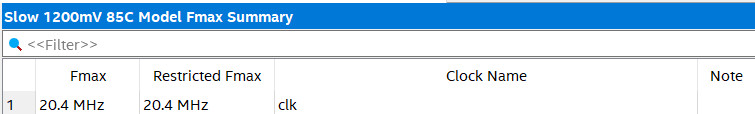 Slow 1200mV 85C Model Fmax Summary
<<Filter>>
Fmax Restricted Fmax Clock Name Note
1 20.4 MHz 20.4 MHz clk